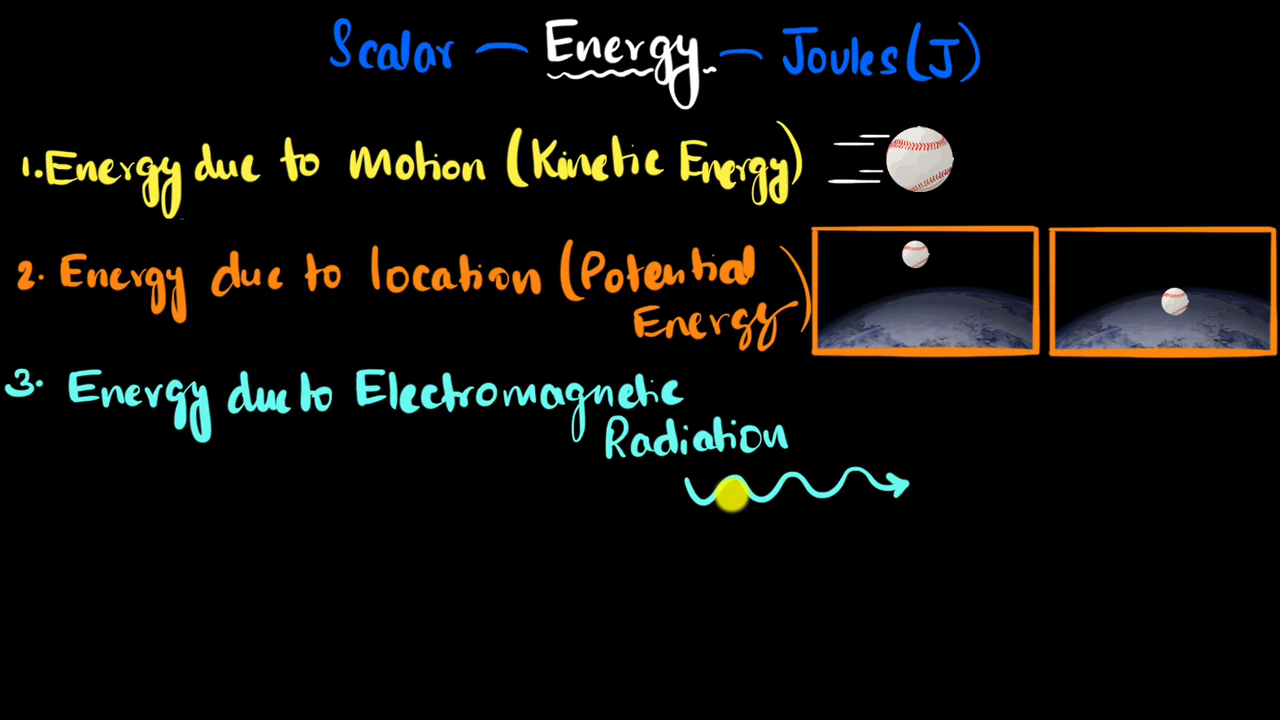 Scalar — Energy — Joules (J)
1. Energy due to Motion (Kinetic Energy)
2. Energy due to location (Potential
Energy)
3. Energy due to Electromagnetic
Radiation